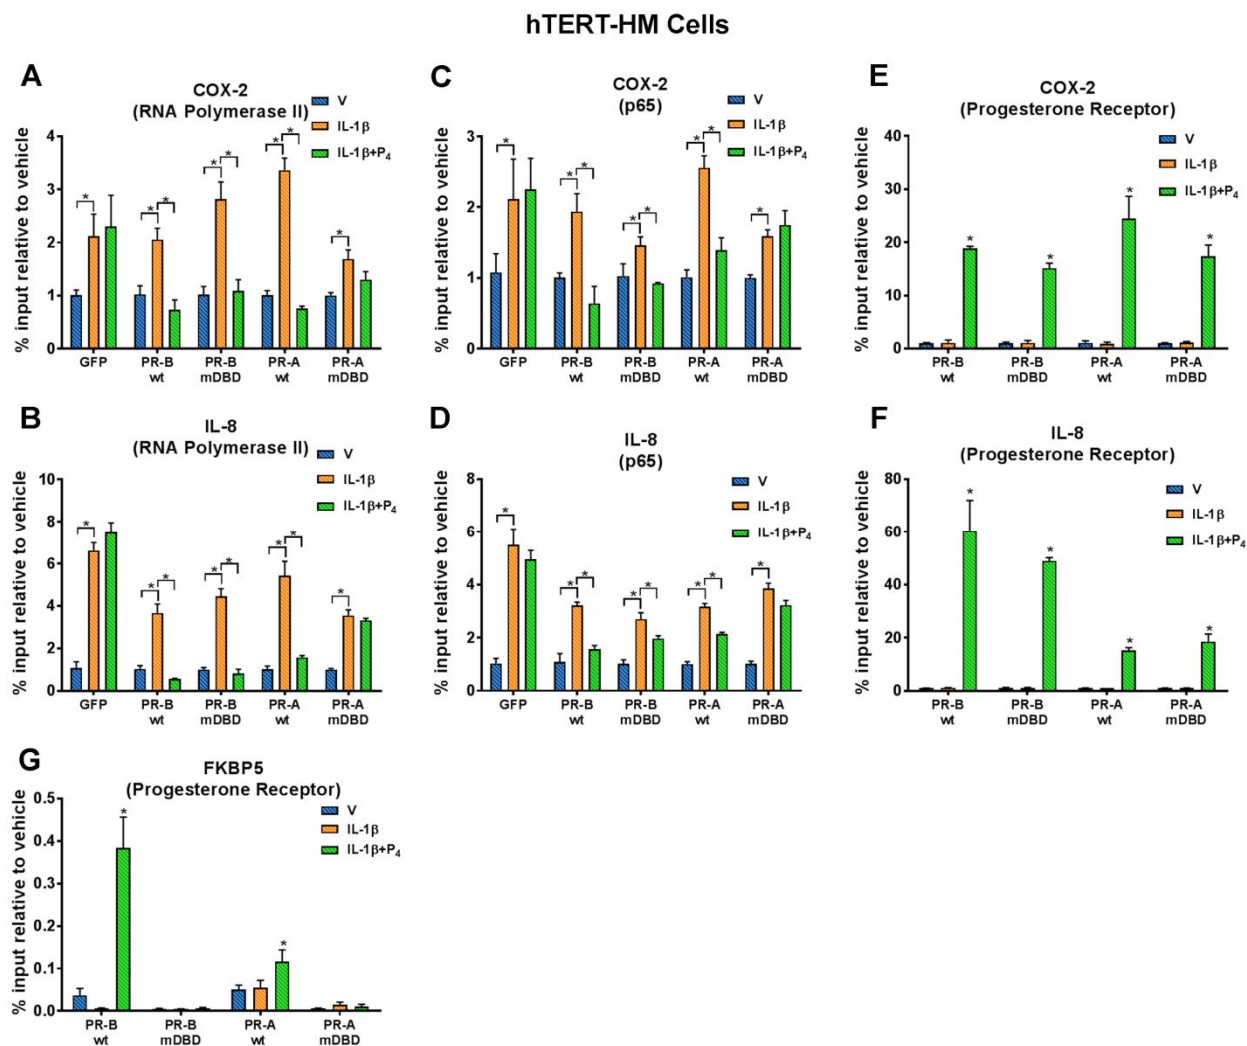 hTERT-HM Cells
A
COX-2
(RNA Polymerase II)
V
IL-1β
IL-1β+P4
% input relative to vehicle
4
3
2
1
0
GFP
PR-B
wt
PR-B
mDBD
PR-A
wt
PR-A
mDBD
* * * * * * * *
C
COX-2
(p65)
V
IL-1β
IL-1β+P4
% input relative to vehicle
3
2
1
0
GFP
PR-B
wt
PR-B
mDBD
PR-A
wt
PR-A
mDBD
* * * * * * * *
E
COX-2
(Progesterone Receptor)
V
IL-1β
IL-1β+P4
% input relative to vehicle
40
30
20
10
0
PR-B
wt
PR-B
mDBD
PR-A
wt
PR-A
mDBD
* * * *
B
IL-8
(RNA Polymerase II)
V
IL-1β
IL-1β+P4
% input relative to vehicle
10
8
6
4
2
0
GFP
PR-B
wt
PR-B
mDBD
PR-A
wt
PR-A
mDBD
* * * * * * * *
D
IL-8
(p65)
V
IL-1β
IL-1β+P4
% input relative to vehicle
8
6
4
2
0
GFP
PR-B
wt
PR-B
mDBD
PR-A
wt
PR-A
mDBD
* * * * * * * *
F
IL-8
(Progesterone Receptor)
V
IL-1β
IL-1β+P4
% input relative to vehicle
80
60
40
20
0
PR-B
wt
PR-B
mDBD
PR-A
wt
PR-A
mDBD
* * * *
G
FKBP5
(Progesterone Receptor)
V
IL-1β
IL-1β+P4
% input relative to vehicle
0.5
0.4
0.3
0.2
0.1
0.0
PR-B
wt
PR-B
mDBD
PR-A
wt
PR-A
mDBD
* *